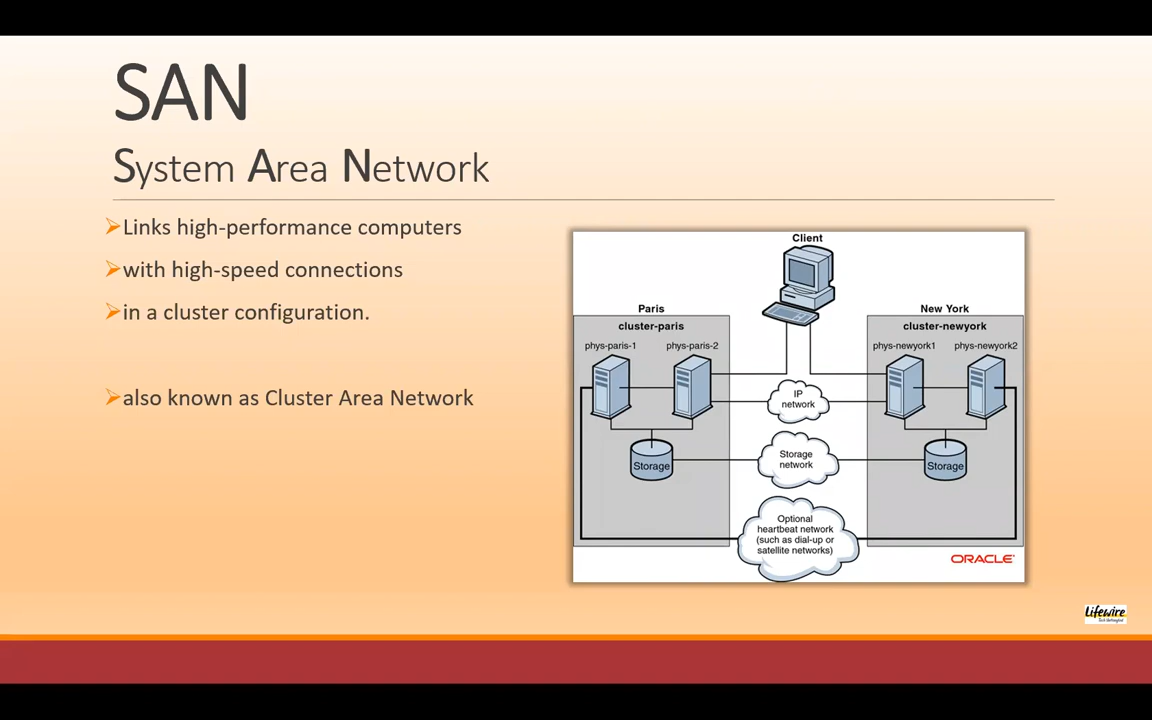 SAN
System Area Network
➢Links high-performance computers
➢with high-speed connections
➢in a cluster configuration.
➢also known as Cluster Area Network
Client
Paris
cluster-paris
phys-paris-1 phys-paris-2
New York
cluster-newyork
phys-newyork1 phys-newyork2
IP
network
Storage
Storage
network
Storage
Optional
heartbeat network
(such as dial-up or
satellite networks)
ORACLE
Lifewire
Tech Untangled